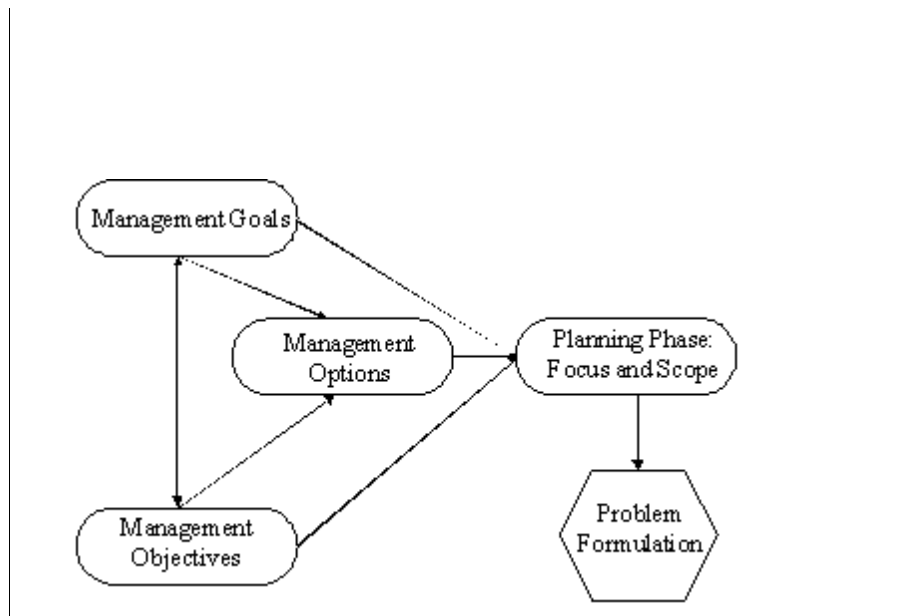 Management Goals
Management
Options
Planning Phase:
Focus and Scope
Management
Objectives
Problem
Formulation